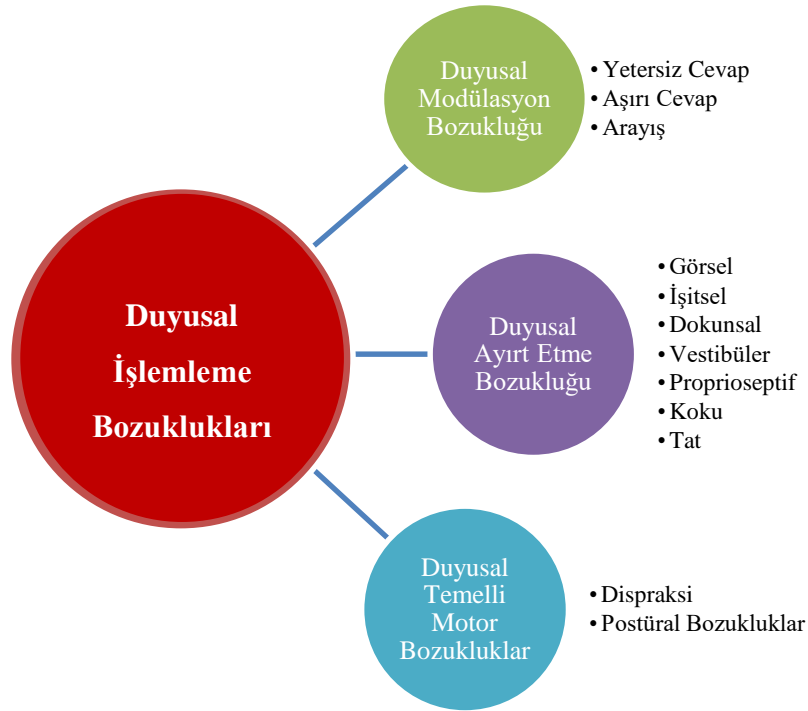 Duyusal
İşlemleme
Bozuklukları
Duyusal
Modülasyon
Bozukluğu
• Yetersiz Cevap
• Aşırı Cevap
• Arayış
Duyusal
Ayırt Etme
Bozukluğu
• Görsel
• İşitsel
• Dokunsal
• Vestibüler
• Proprioseptif
• Koku
• Tat
Duyusal
Temelli
Motor
Bozukluklar
• Dispraksi
• Postüral Bozukluklar